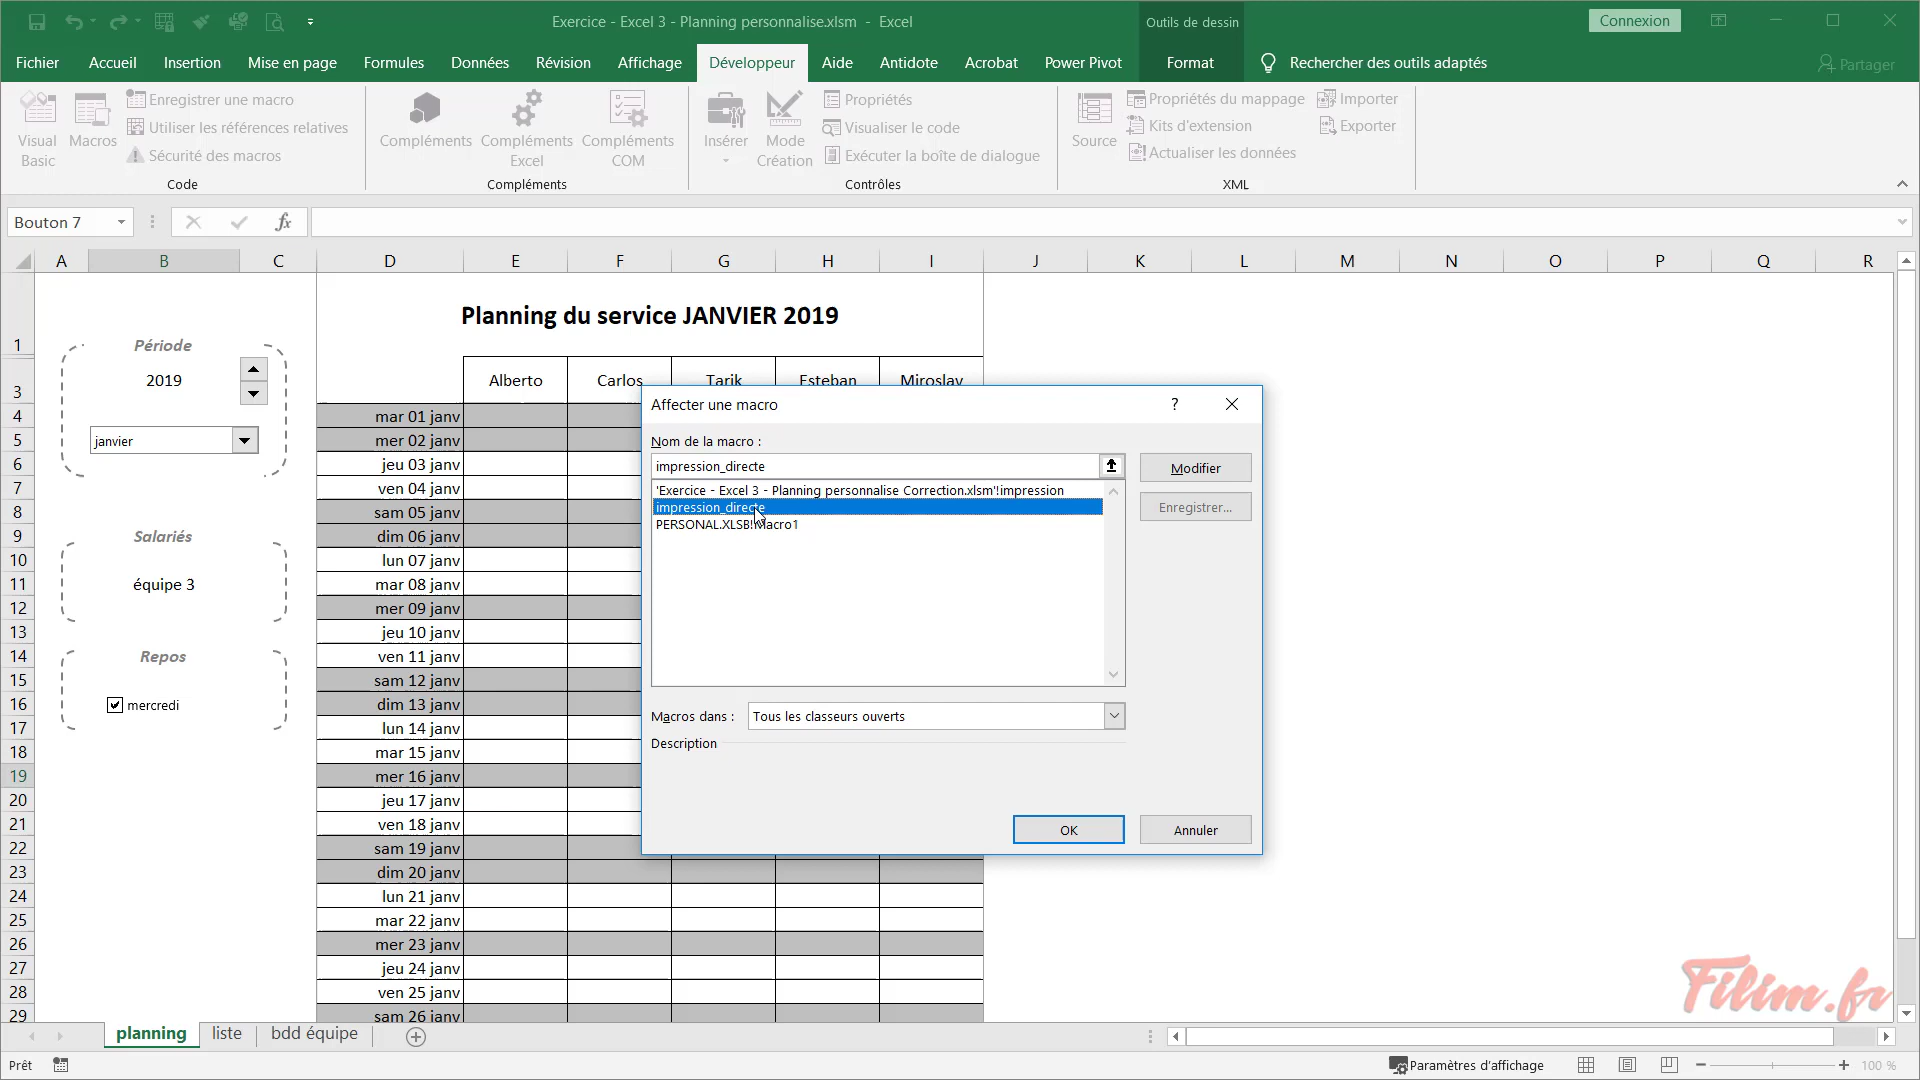 Exercice - Excel 3 - Planning personnalise.xlsm - Excel
Outils de dessin
Connexion
Fichier Accueil Insertion Mise en page Formules Données Révision Affichage Développeur Aide Antidote Acrobat Power Pivot Format Rechercher des outils adaptés Partager
Visual Basic
Macros
Enregistrer une macro
Utiliser les références relatives
Sécurité des macros
Code
Compléments
Compléments Excel
Compléments COM
Compléments
Insérer
Mode Création
Propriétés
Visualiser le code
Exécuter la boîte de dialogue
Contrôles
Source
Propriétés du mappage
Kits d'extension
Actualiser les données
Importer
Exporter
XML
Bouton 7
fx
A B C D E F G H I J K L M N O P Q R
Planning du service JANVIER 2019
1
Période
2019
janvier
3 Alberto Carlos Tarik Esteban Miroslav
4 mar 01 janv
5 mer 02 janv
6 jeu 03 janv
7 ven 04 janv
8 sam 05 janv
9 dim 06 janv
10 lun 07 janv
11 mar 08 janv
12 mer 09 janv
13 jeu 10 janv
14 ven 11 janv
15 sam 12 janv
16 dim 13 janv
17 lun 14 janv
18 mar 15 janv
19 mer 16 janv
20 jeu 17 janv
21 ven 18 janv
22 sam 19 janv
23 dim 20 janv
24 lun 21 janv
25 mar 22 janv
26 mer 23 janv
27 jeu 24 janv
28 ven 25 janv
29 sam 26 janv
Salariés
équipe 3
Repos
mercredi
Affecter une macro
?
Nom de la macro :
impression_directe
'Exercice - Excel 3 - Planning personnalise Correction.xlsm'!impression
impression_directe
PERSONAL.XLSB!Macro1
Modifier
Enregistrer...
Macros dans : Tous les classeurs ouverts
Description
OK Annuler
Filim.fr
planning liste bdd équipe
Prêt
Paramètres d'affichage
100 %